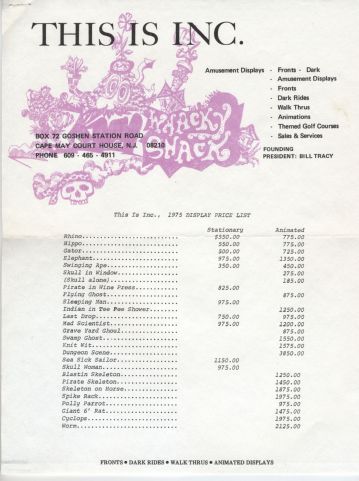 THIS IS INC.
Amusement Displays - Fronts - Dark
- Amusement Displays
- Fronts
- Dark Rides
- Walk Thrus
- Animations
- Themed Golf Courses
- Sales & Services
WHACKY SHACK
BOX 72 GOSHEN STATION ROAD
CAPE MAY COURT HOUSE, N.J. 08210
PHONE 609 - 465 - 4911
FOUNDING
PRESIDENT: BILL TRACY
This Is Inc., 1975 DISPLAY PRICE LIST
Stationary Animated
Rhino............................ $550.00 775.00
Hippo............................ 550.00 775.00
Gator............................ 500.00 725.00
Elephant......................... 975.00 1350.00
Swinging Ape..................... 350.00 450.00
Skull in Window.................. 275.00
(Skull alone).................... 185.00
Pirate in Wine Press............. 825.00
Flying Ghost..................... 875.00
Sleeping Man..................... 975.00
Indian in Tee Pee Shower......... 1250.00
Last Drop........................ 750.00 975.00
Mad Scientist.................... 975.00 1200.00
Grave Yard Ghoul................. 875.00
Swamp Ghost...................... 1550.00
Knit Wit......................... 1575.00
Dungeon Scene.................... 3850.00
Sea Sick Sailor.................. 1150.00
Skull Woman...................... 975.00
Blastin Skeleton................. 1250.00
Pirate Skeleton.................. 1450.00
Skeleton on Horse................ 1875.00
Spike Rack....................... 1975.00
Polly Parrot..................... 975.00
Giant 6' Rat..................... 1475.00
Cyclops.......................... 1975.00
Worm............................. 2125.00
FRONTS • DARK RIDES • WALK THRUS • ANIMATED DISPLAYS